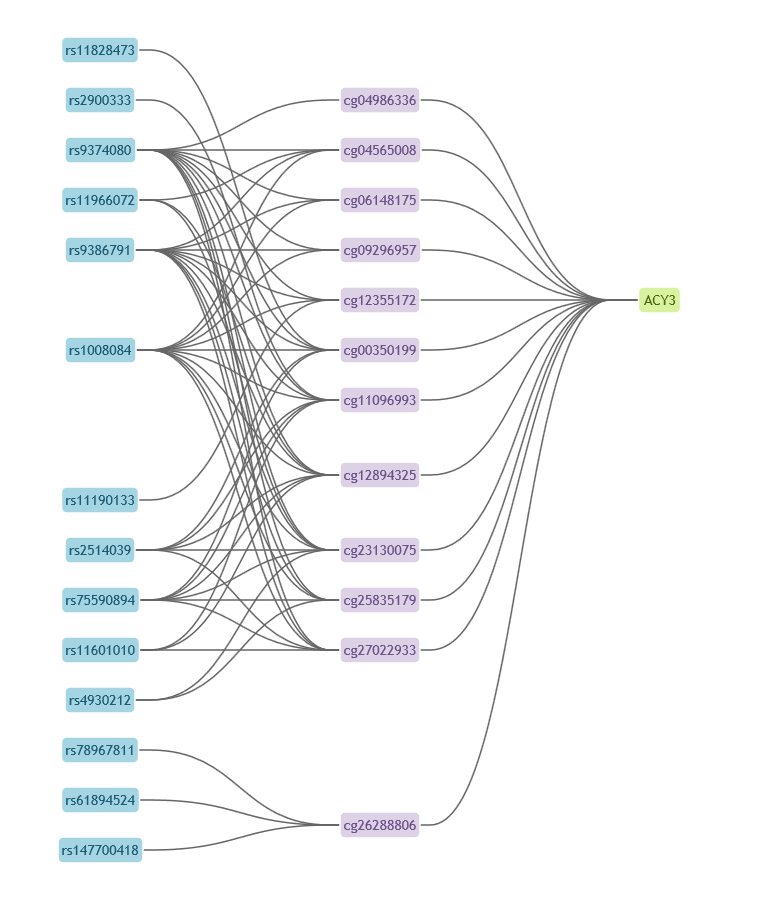 rs11828473
rs2900333
rs9374080
rs11966072
rs9386791
rs1008084
rs11190133
rs2514039
rs75590894
rs11601010
rs4930212
rs78967811
rs61894524
rs147700418
cg04986336
cg04565008
cg06148175
cg09296957
cg12355172
cg00350199
cg11096993
cg12894325
cg23130075
cg25835179
cg27022933
cg26288806
ACY3